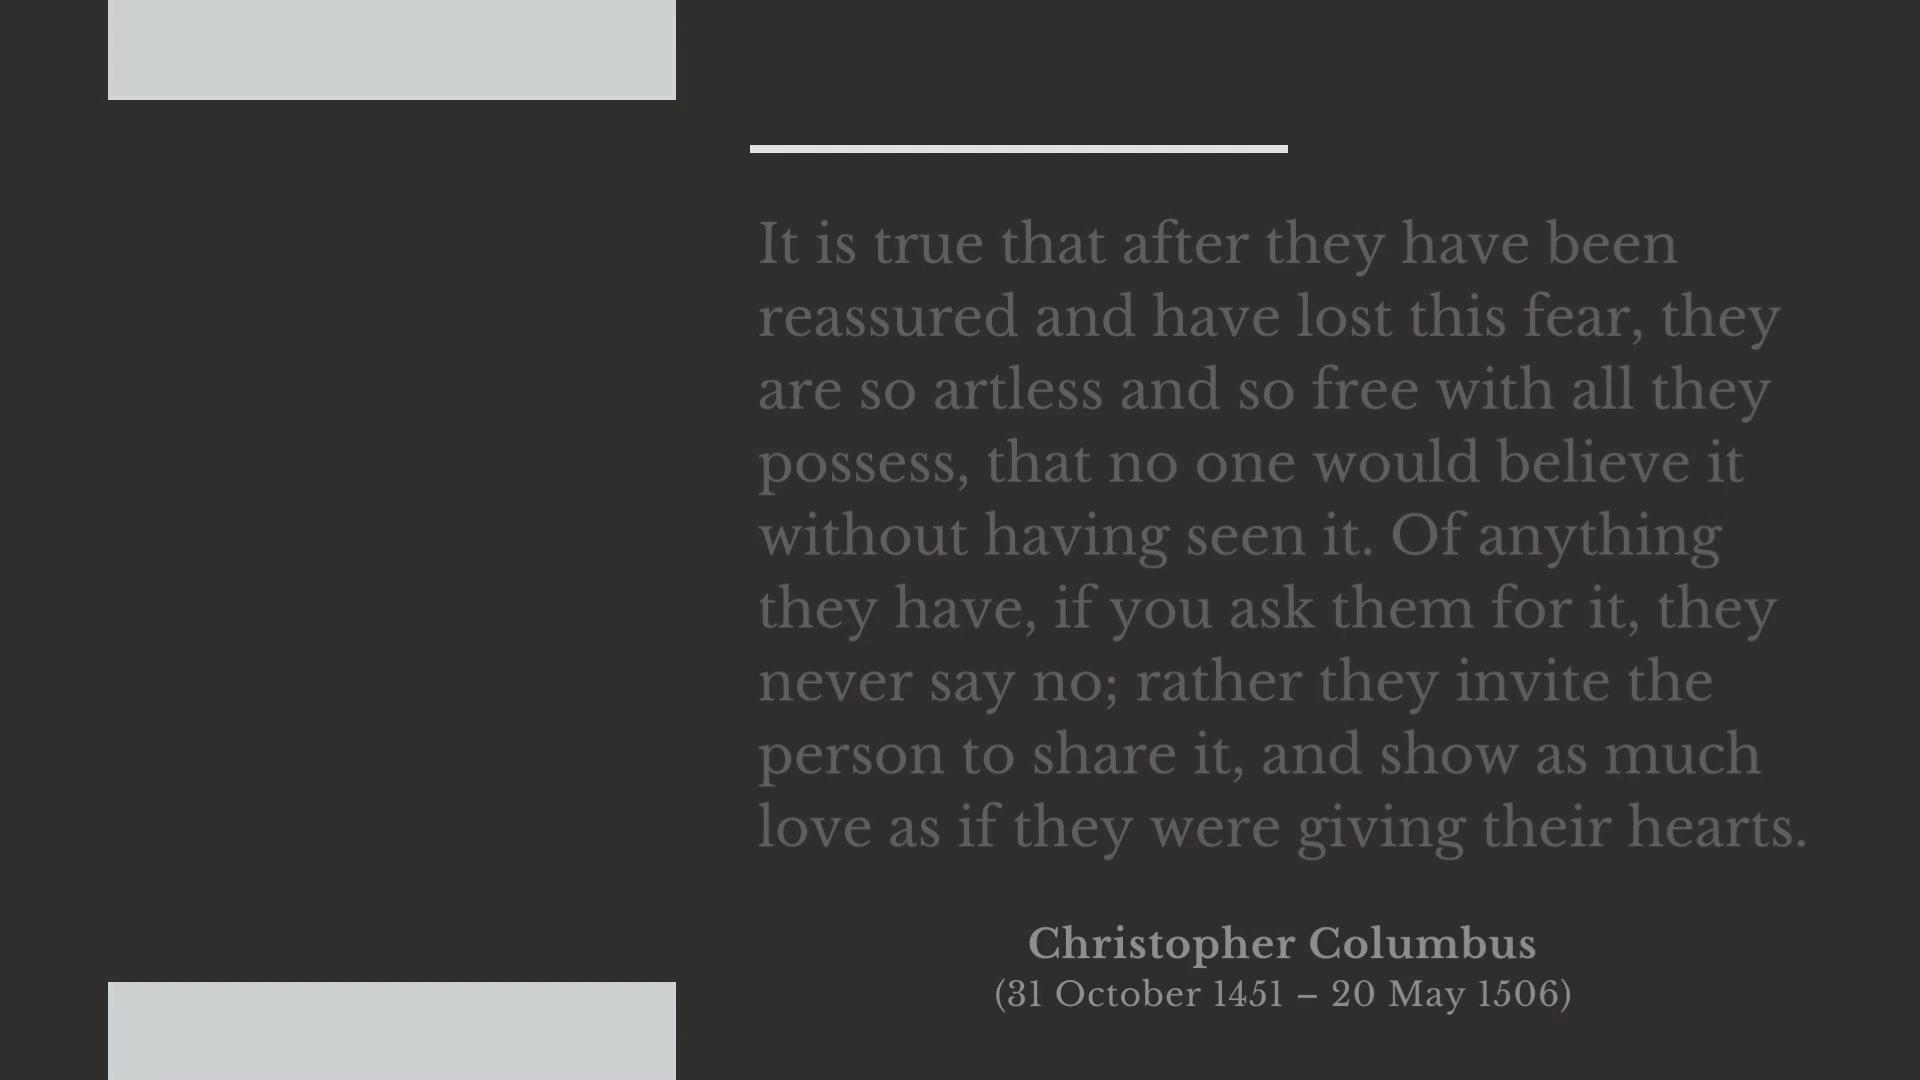 It is true that after they have been
reassured and have lost this fear, they
are so artless and so free with all they
possess, that no one would believe it
without having seen it. Of anything
they have, if you ask them for it, they
never say no; rather they invite the
person to share it, and show as much
love as if they were giving their hearts.
Christopher Columbus
(31 October 1451 – 20 May 1506)